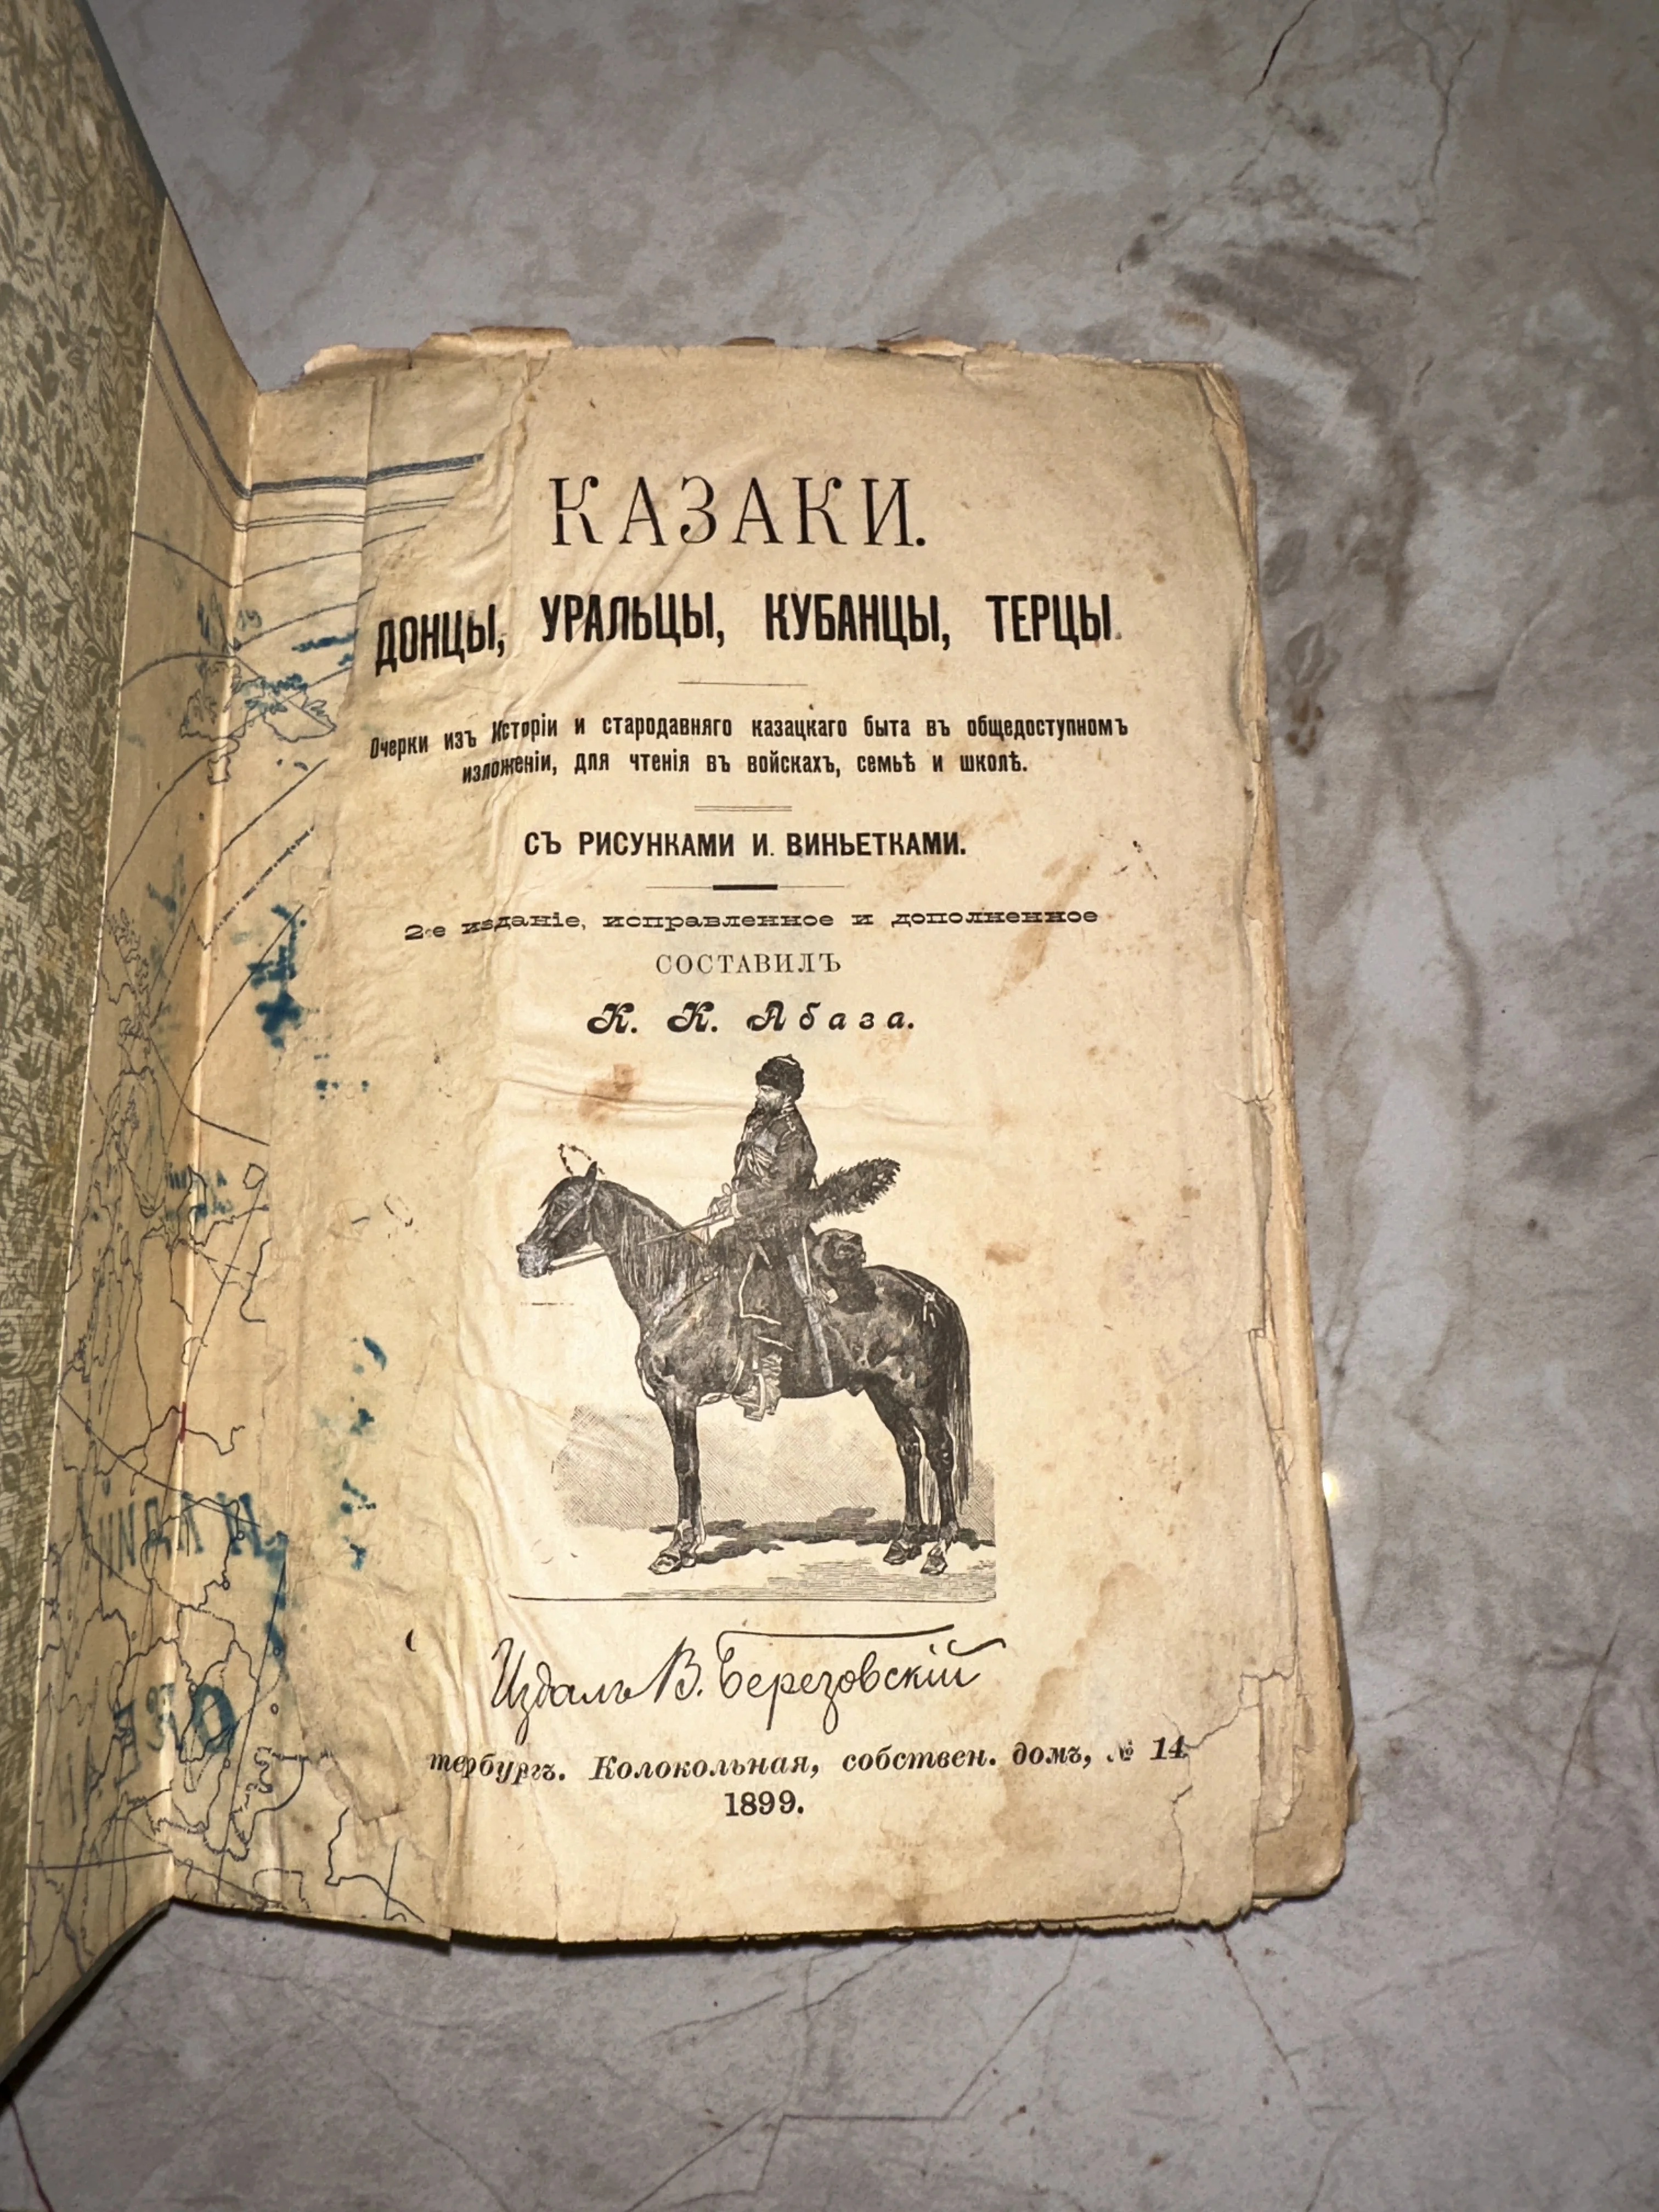 КАЗАКИ.
ДОНЦЫ, УРАЛЬЦЫ, КУБАНЦЫ, ТЕРЦЫ.
Очерки изъ Исторіи и стародавняго казацкаго быта въ общедоступномъ
изложеніи, для чтенія въ войскахъ, семьѣ и школѣ.
СЪ РИСУНКАМИ И ВИНЬЕТКАМИ.
2-е изданіе, исправленное и дополненное
СОСТАВИЛЪ
К. К. Абаза.
Издалъ В. Березовскій
тербургъ. Колокольная, собствен. домъ, № 14
1899.